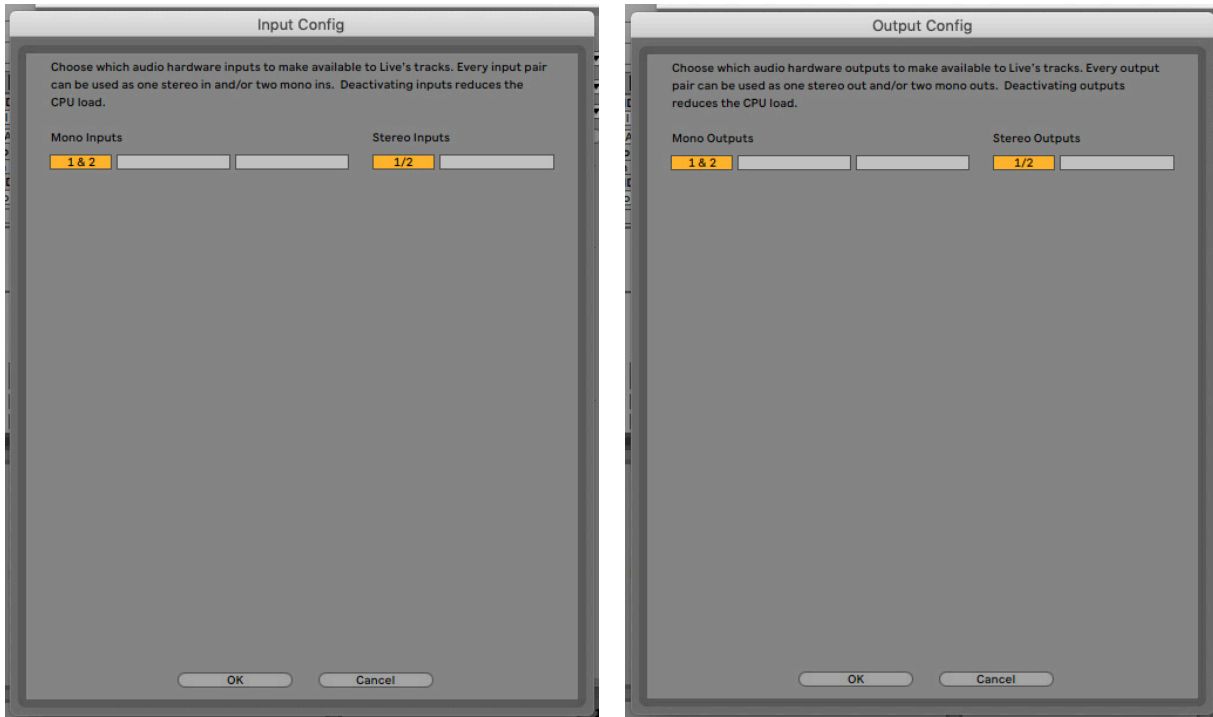 Input Config
Choose which audio hardware inputs to make available to Live's tracks. Every input pair
can be used as one stereo in and/or two mono ins.  Deactivating inputs reduces the
CPU load.
Mono Inputs
Stereo Inputs
1 & 2
1/2
OK
Cancel
Output Config
Choose which audio hardware outputs to make available to Live's tracks. Every output
pair can be used as one stereo out and/or two mono outs.  Deactivating outputs
reduces the CPU load.
Mono Outputs
Stereo Outputs
1 & 2
1/2
OK
Cancel